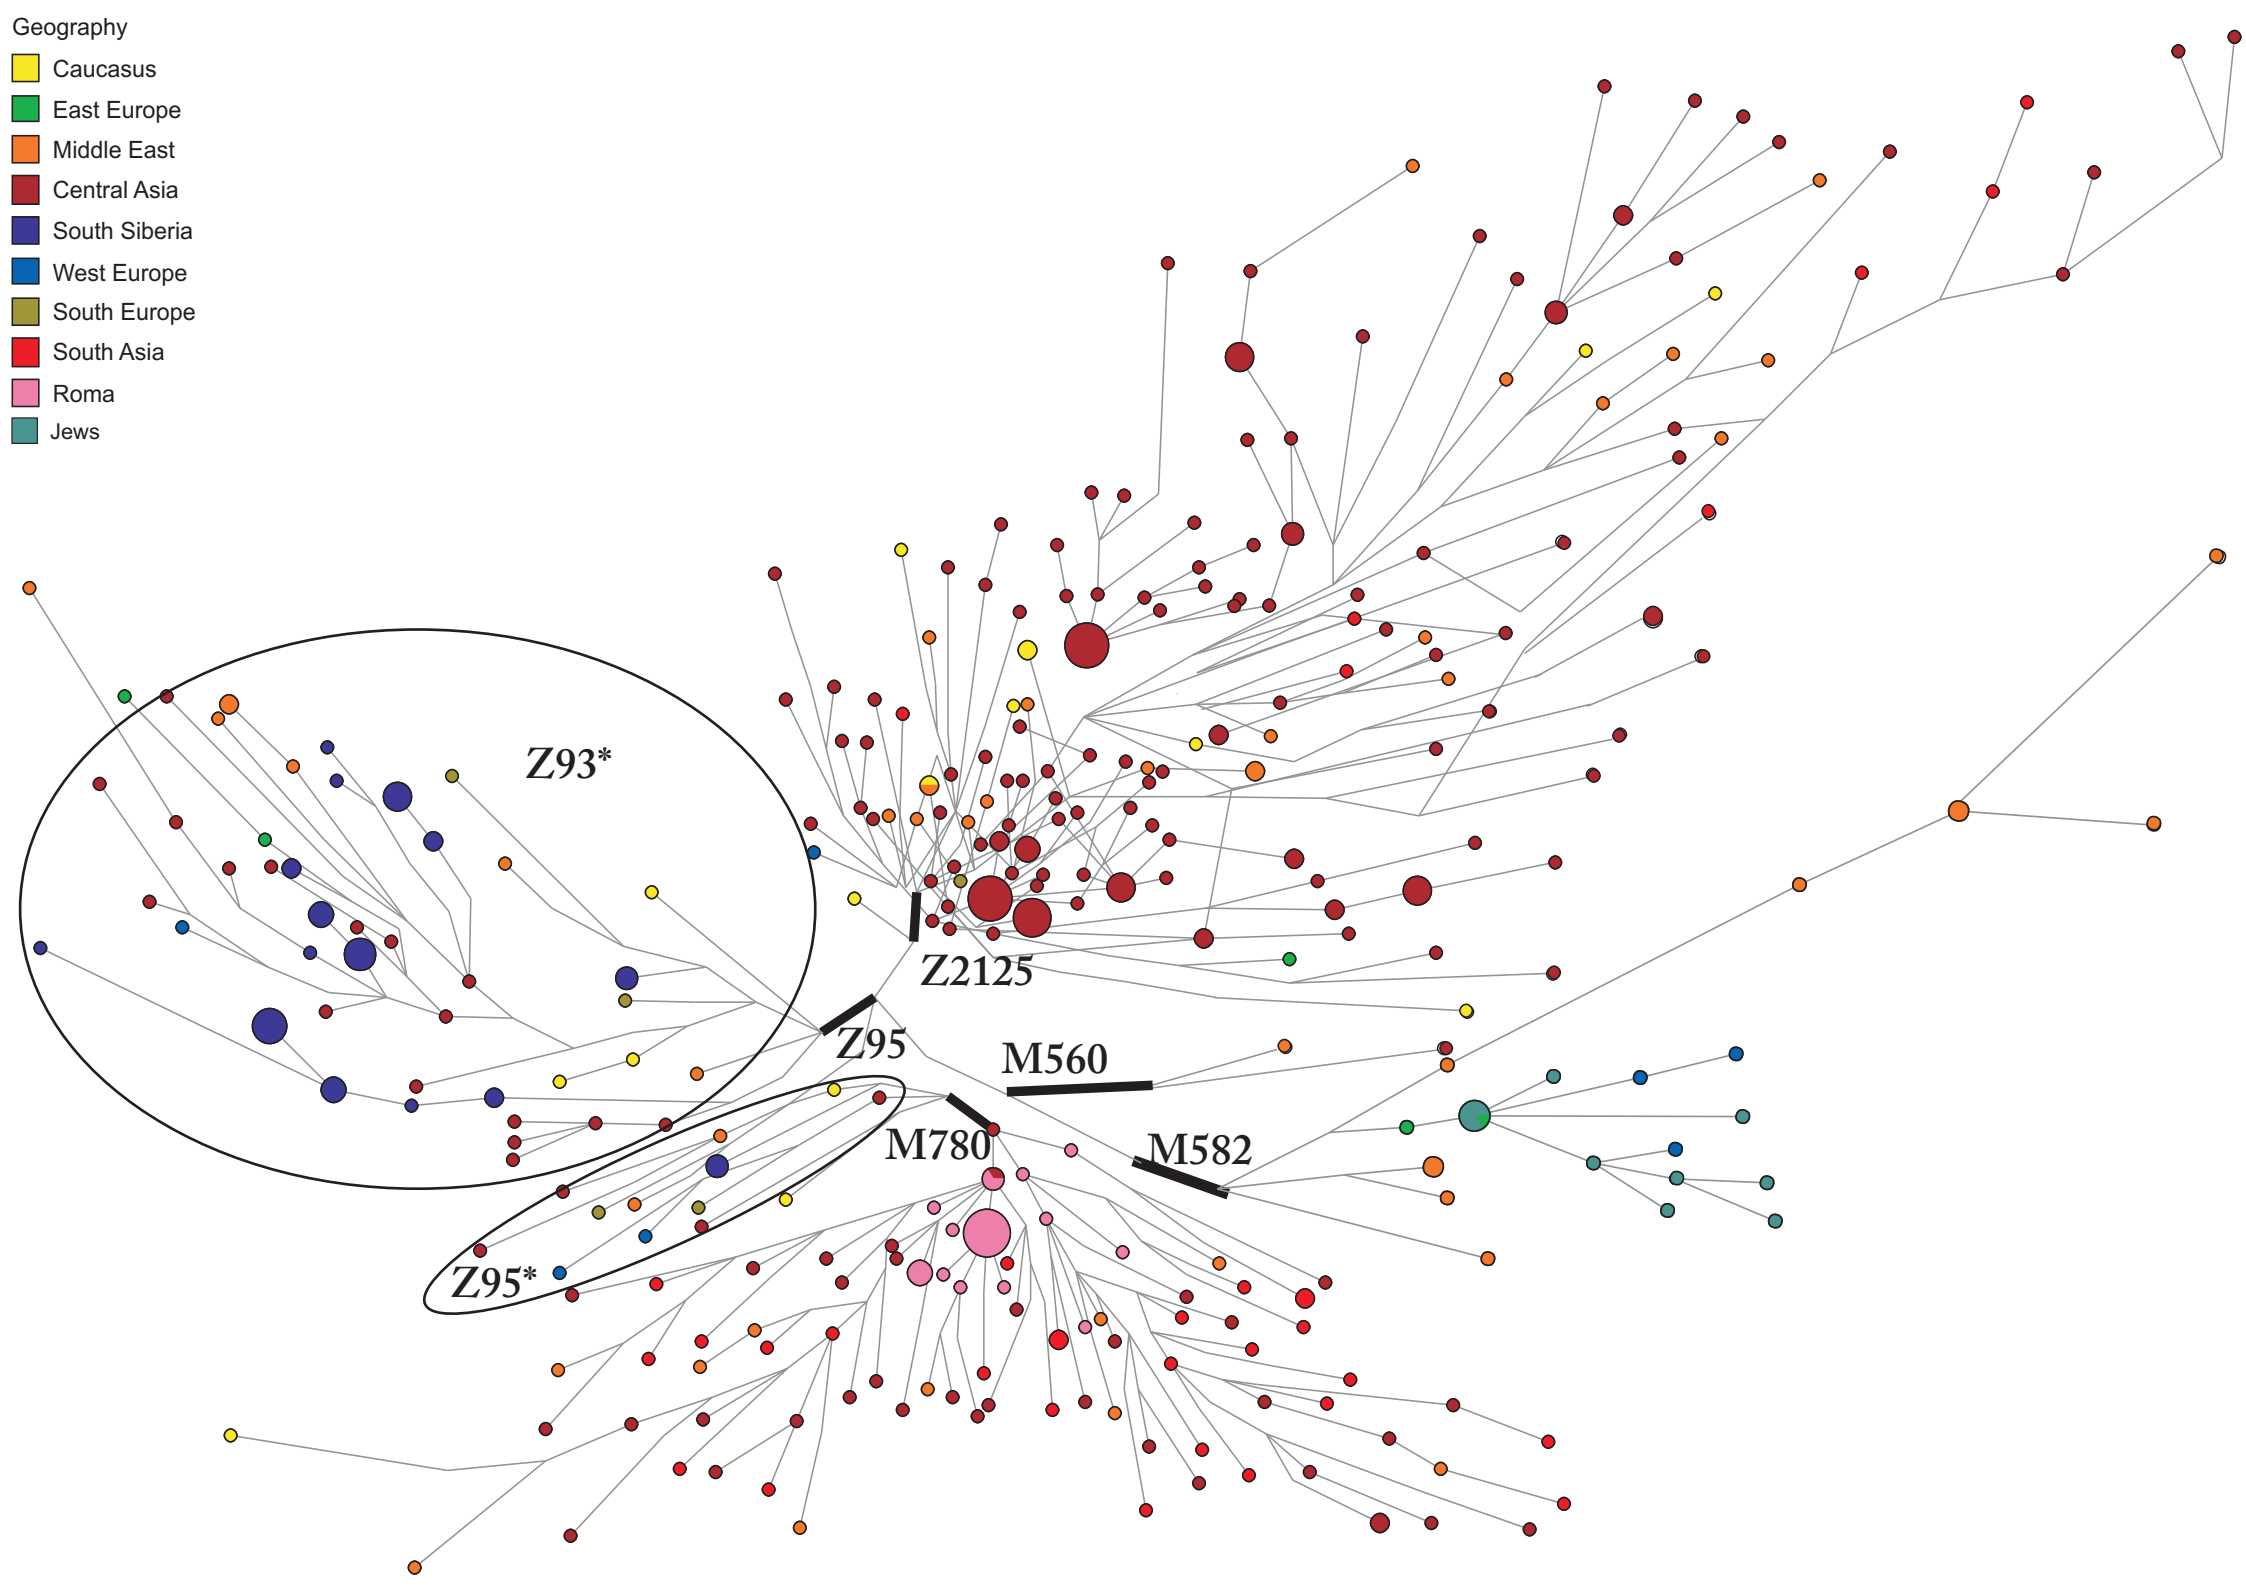 Geography
Caucasus
East Europe
Middle East
Central Asia
South Siberia
West Europe
South Europe
South Asia
Roma
Jews
Z93*
Z2125
Z95
M560
M780
M582
Z95*